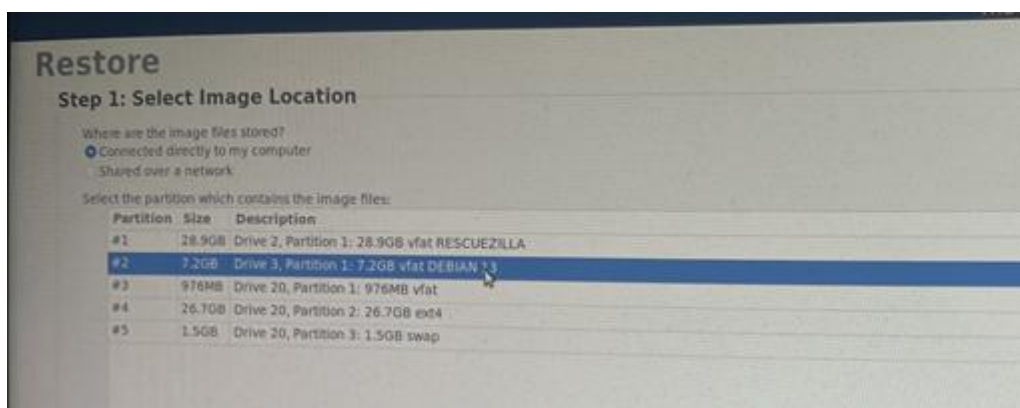 Restore
Step 1: Select Image Location
Where are the image files stored?
Connected directly to my computer
Shared over a network
Select the partition which contains the image files:
Partition Size Description
#1 28.9GB Drive 2, Partition 1: 28.9GB vfat RESCUEZILLA
#2 7.2GB Drive 3, Partition 1: 7.2GB vfat DEBIAN 13
#3 976MB Drive 20, Partition 1: 976MB vfat
#4 26.7GB Drive 20, Partition 2: 26.7GB ext4
#5 1.5GB Drive 20, Partition 3: 1.5GB swap